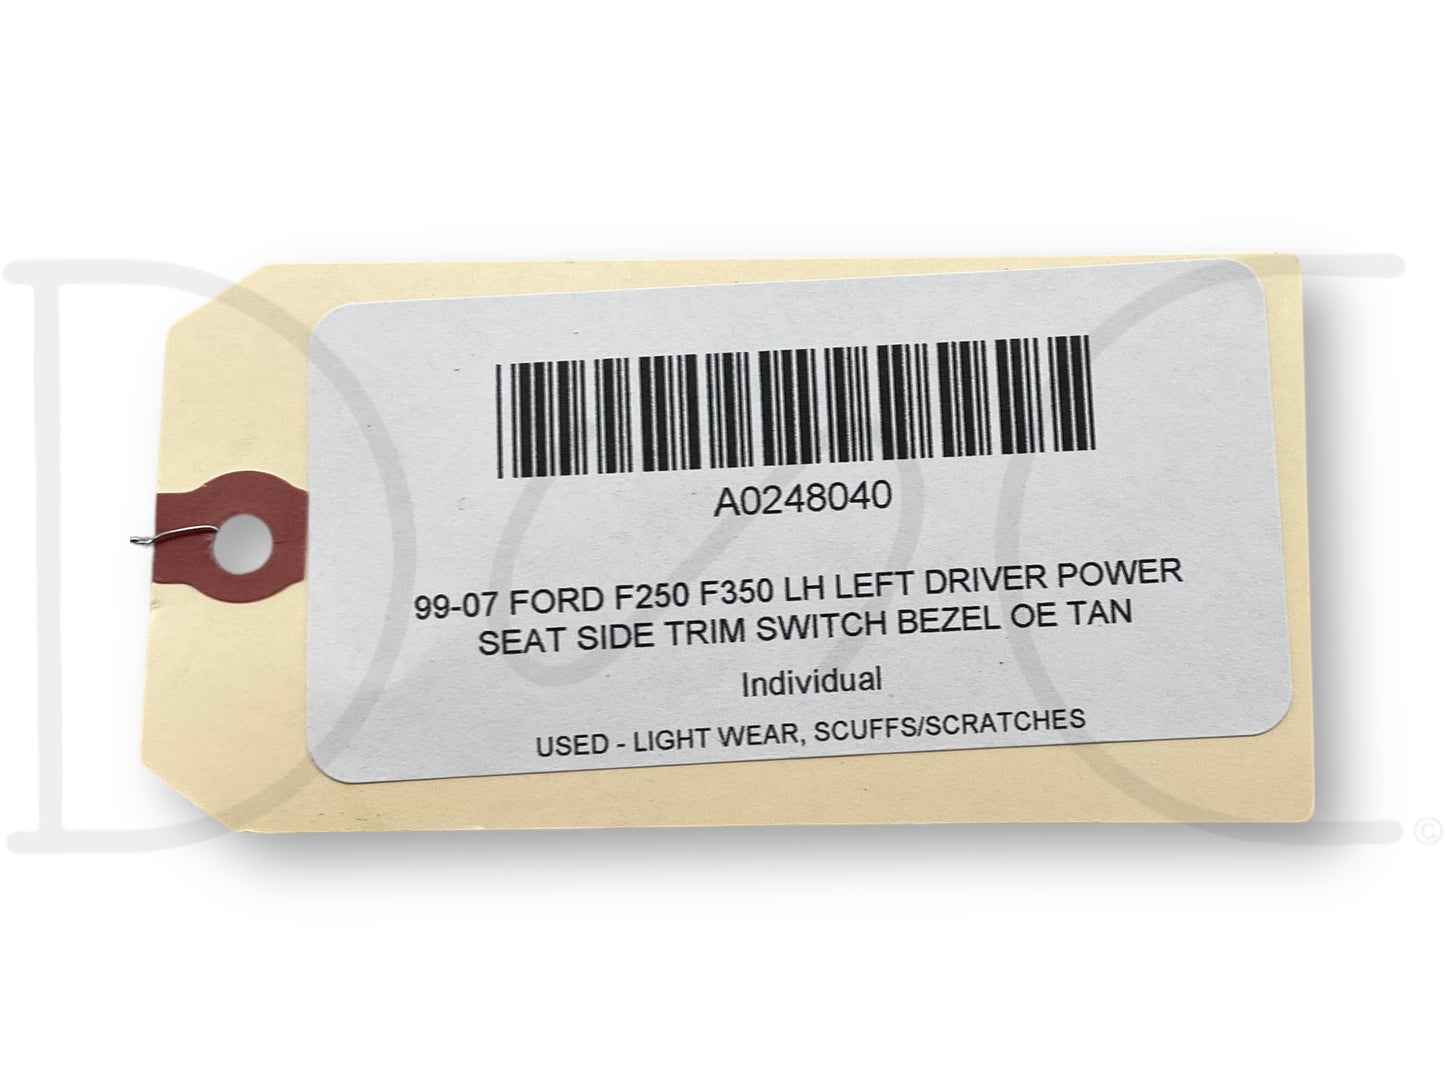 A0248040
99-07 FORD F250 F350 LH LEFT DRIVER POWER
SEAT SIDE TRIM SWITCH BEZEL OE TAN
Individual
USED - LIGHT WEAR, SCUFFS/SCRATCHES
©